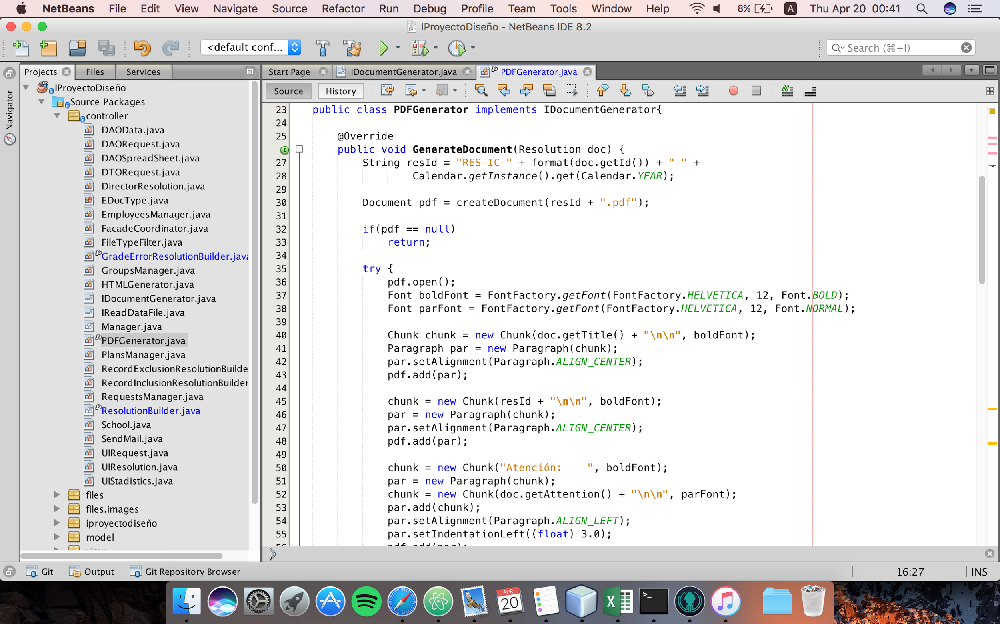 NetBeans File Edit View Navigate Source Refactor Run Debug Profile Team Tools Window Help 8% A Thu Apr 20 00:41
IProyectoDiseño - NetBeans IDE 8.2
<default conf... Search (⌘+I)
Projects Files Services
Start Page IDocumentGenerator.java PDFGenerator.java
Source History
Navigator
IProyectoDiseño
Source Packages
controller
DAOData.java
DAORequest.java
DAOSpreadSheet.java
DTORequest.java
DirectorResolution.java
EDocType.java
EmployeesManager.java
FacadeCoordinator.java
FileTypeFilter.java
GradeErrorResolutionBuilder.java
GroupsManager.java
HTMLGenerator.java
IDocumentGenerator.java
IReadDataFile.java
Manager.java
PDFGenerator.java
PlansManager.java
RecordExclusionResolutionBuilde
RecordInclusionResolutionBuilder
RequestsManager.java
ResolutionBuilder.java
School.java
SendMail.java
UIRequest.java
UIResolution.java
UIStadistics.java
files
files.images
iproyectodiseño
model
23 public class PDFGenerator implements IDocumentGenerator{
24
25 @Override
public void GenerateDocument(Resolution doc) {
27 String resId = "RES-IC-" + format(doc.getId()) + "-" +
28 Calendar.getInstance().get(Calendar.YEAR);
29
30 Document pdf = createDocument(resId + ".pdf");
31
32 if(pdf == null)
33 return;
34
35 try {
36 pdf.open();
37 Font boldFont = FontFactory.getFont(FontFactory.HELVETICA, 12, Font.BOLD);
38 Font parFont = FontFactory.getFont(FontFactory.HELVETICA, 12, Font.NORMAL);
39
40 Chunk chunk = new Chunk(doc.getTitle() + "\n\n", boldFont);
41 Paragraph par = new Paragraph(chunk);
42 par.setAlignment(Paragraph.ALIGN_CENTER);
43 pdf.add(par);
44
45 chunk = new Chunk(resId + "\n\n", boldFont);
46 par = new Paragraph(chunk);
47 par.setAlignment(Paragraph.ALIGN_CENTER);
48 pdf.add(par);
49
50 chunk = new Chunk("Atención:    ", boldFont);
51 par = new Paragraph(chunk);
52 chunk = new Chunk(doc.getAttention() + "\n\n", parFont);
53 par.add(chunk);
54 par.setAlignment(Paragraph.ALIGN_LEFT);
55 par.setIndentationLeft((float) 3.0);
56 pdf.add(par);
Git Output Git Repository Browser 16:27 INS
APR
20